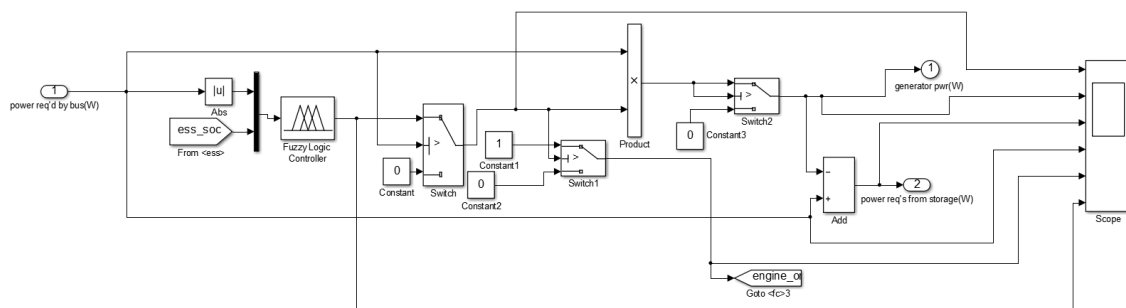 1
power req'd by bus(W)
|u|
Abs
ess_soc
From <ess>
Fuzzy Logic
Controller
0
Constant
>
Switch
1
Constant1
0
Constant2
>
Switch1
×
Product
0
Constant3
>
Switch2
1
generator pwr(W)
−
+
Add
2
power req's from storage(W)
engine_on
Goto <fc>3
Scope